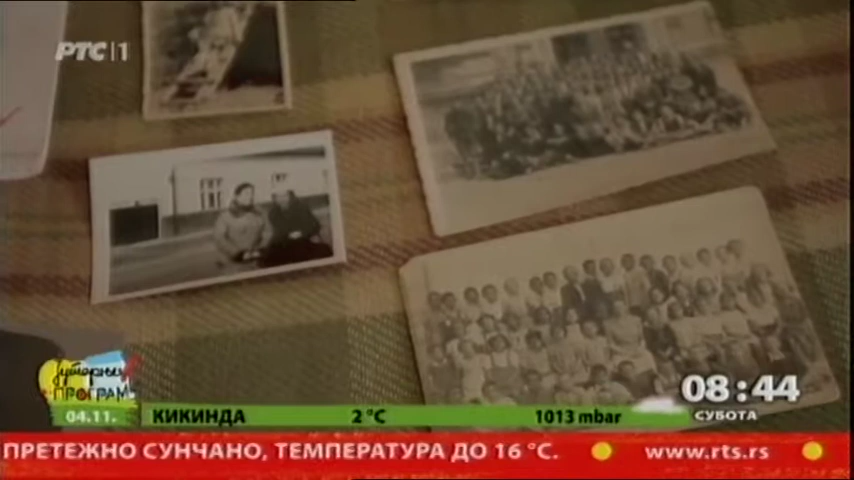 РТС 1
Јутарњи
ПРОГРАМ
04.11.
КИКИНДА 2 °C 1013 mbar
08:44
СУБОТА
ПРЕТЕЖНО СУНЧАНО, ТЕМПЕРАТУРА ДО 16 °C. www.rts.rs